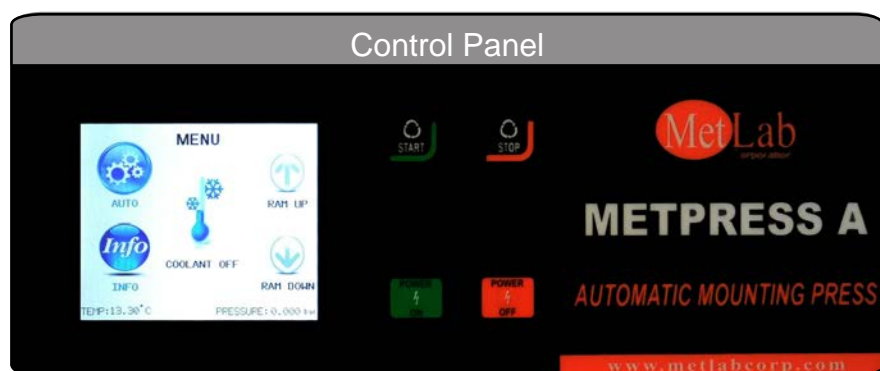 Control Panel
MENU
AUTO
RAM UP
INFO
Info
COOLANT OFF
RAM DOWN
TEMP:13.30°C
PRESSURE:0.000
START
STOP
POWER
ON
POWER
OFF
MetLab
METPRESS A
AUTOMATIC MOUNTING PRESS
www.metlabcorp.com